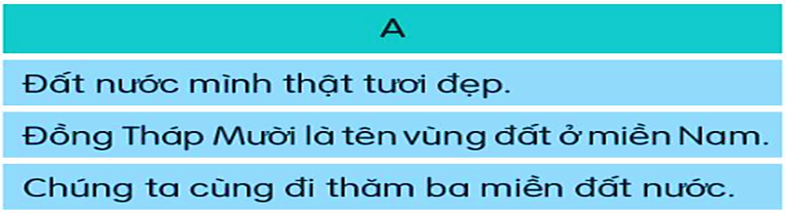 A
Đất nước mình thật tươi đẹp.
Đồng Tháp Mười là tên vùng đất ở miền Nam.
Chúng ta cùng đi thăm ba miền đất nước.